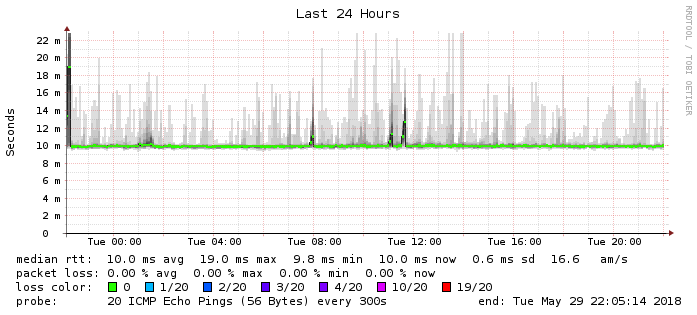 Last 24 Hours
RRDTOOL / TOBI OETIKER
Seconds
22 m
20 m
18 m
16 m
14 m
12 m
10 m
8 m
6 m
4 m
2 m
0
Tue 00:00 Tue 04:00 Tue 08:00 Tue 12:00 Tue 16:00 Tue 20:00
median rtt: 10.0 ms avg 19.0 ms max 9.8 ms min 10.0 ms now 0.6 ms sd 16.6 am/s
packet loss: 0.00 % avg 0.00 % max 0.00 % min 0.00 % now
loss color: 0 1/20 2/20 3/20 4/20 10/20 19/20
probe: 20 ICMP Echo Pings (56 Bytes) every 300s end: Tue May 29 22:05:14 2018